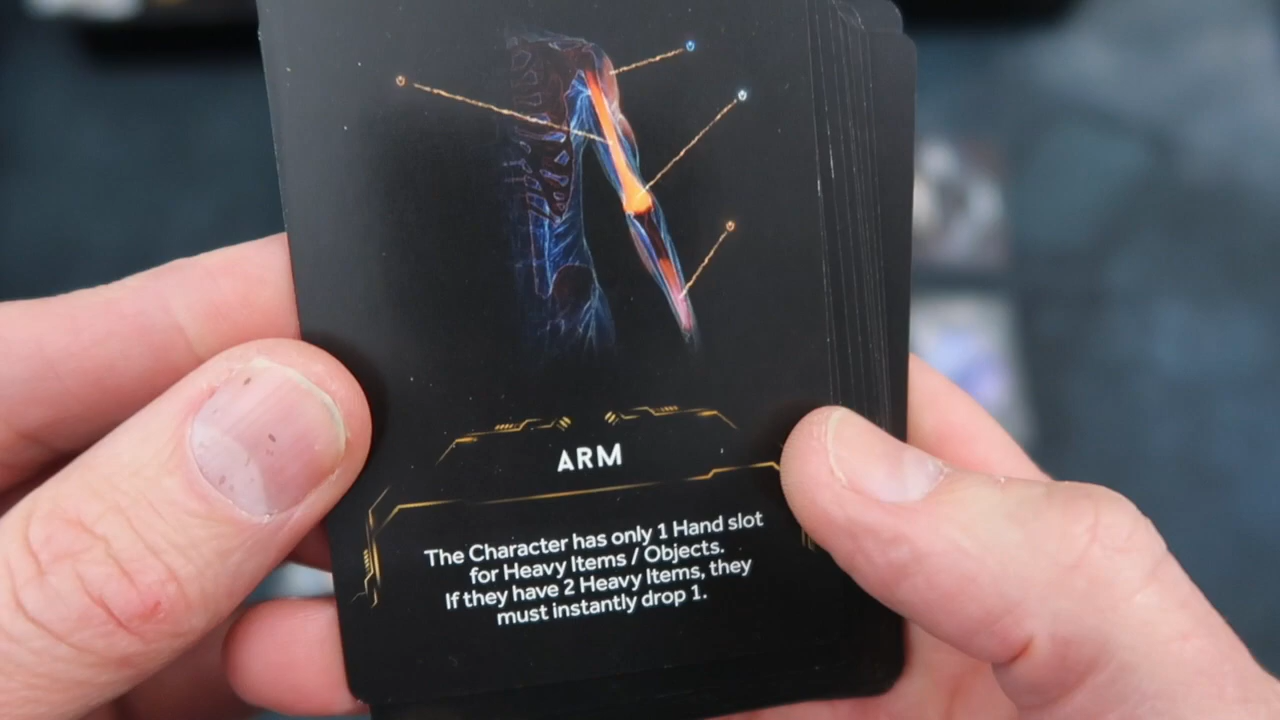 ARM
The Character has only 1 Hand slot
for Heavy Items / Objects.
If they have 2 Heavy Items, they
must instantly drop 1.